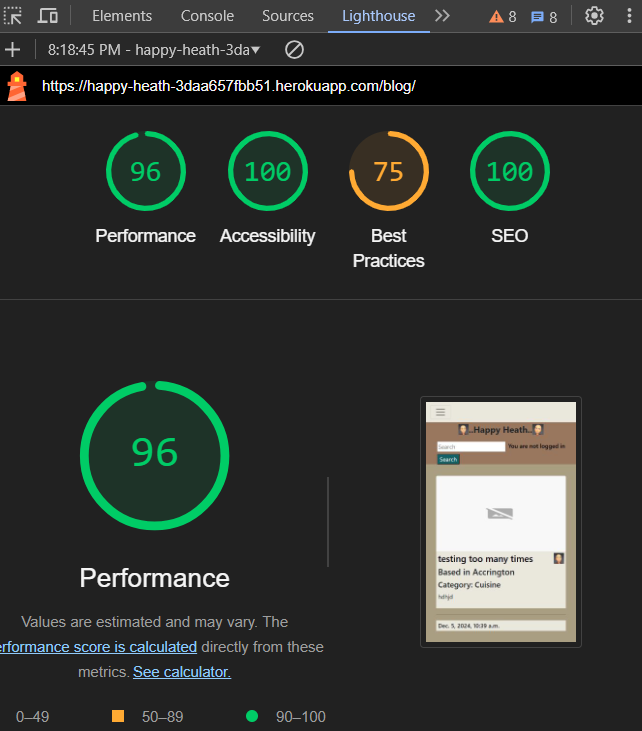 Elements Console Sources Lighthouse 8 8
8:18:45 PM - happy-heath-3da
https://happy-heath-3daa657fbb51.herokuapp.com/blog/
96 100 75 100
Performance Accessibility Best Practices SEO
96
Performance
Values are estimated and may vary. The
erformance score is calculated directly from these
metrics. See calculator.
0–49 50–89 90–100
..Happy Heath..
Search You are not logged in
Search
testing too many times
Based in Accrington
Category: Cuisine
Dec. 5, 2024, 10:39 a.m.